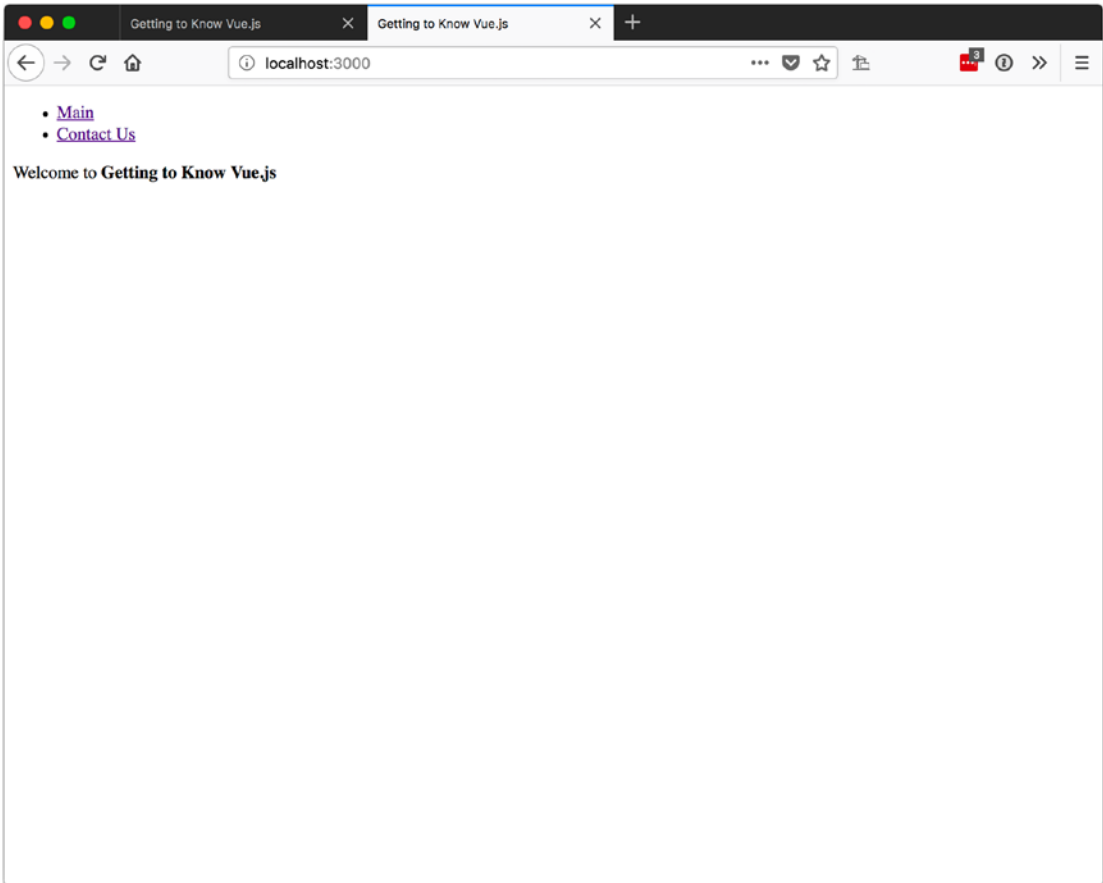 Getting to Know Vue.js Getting to Know Vue.js
localhost:3000
3
Main
Contact Us
Welcome to Getting to Know Vue.js